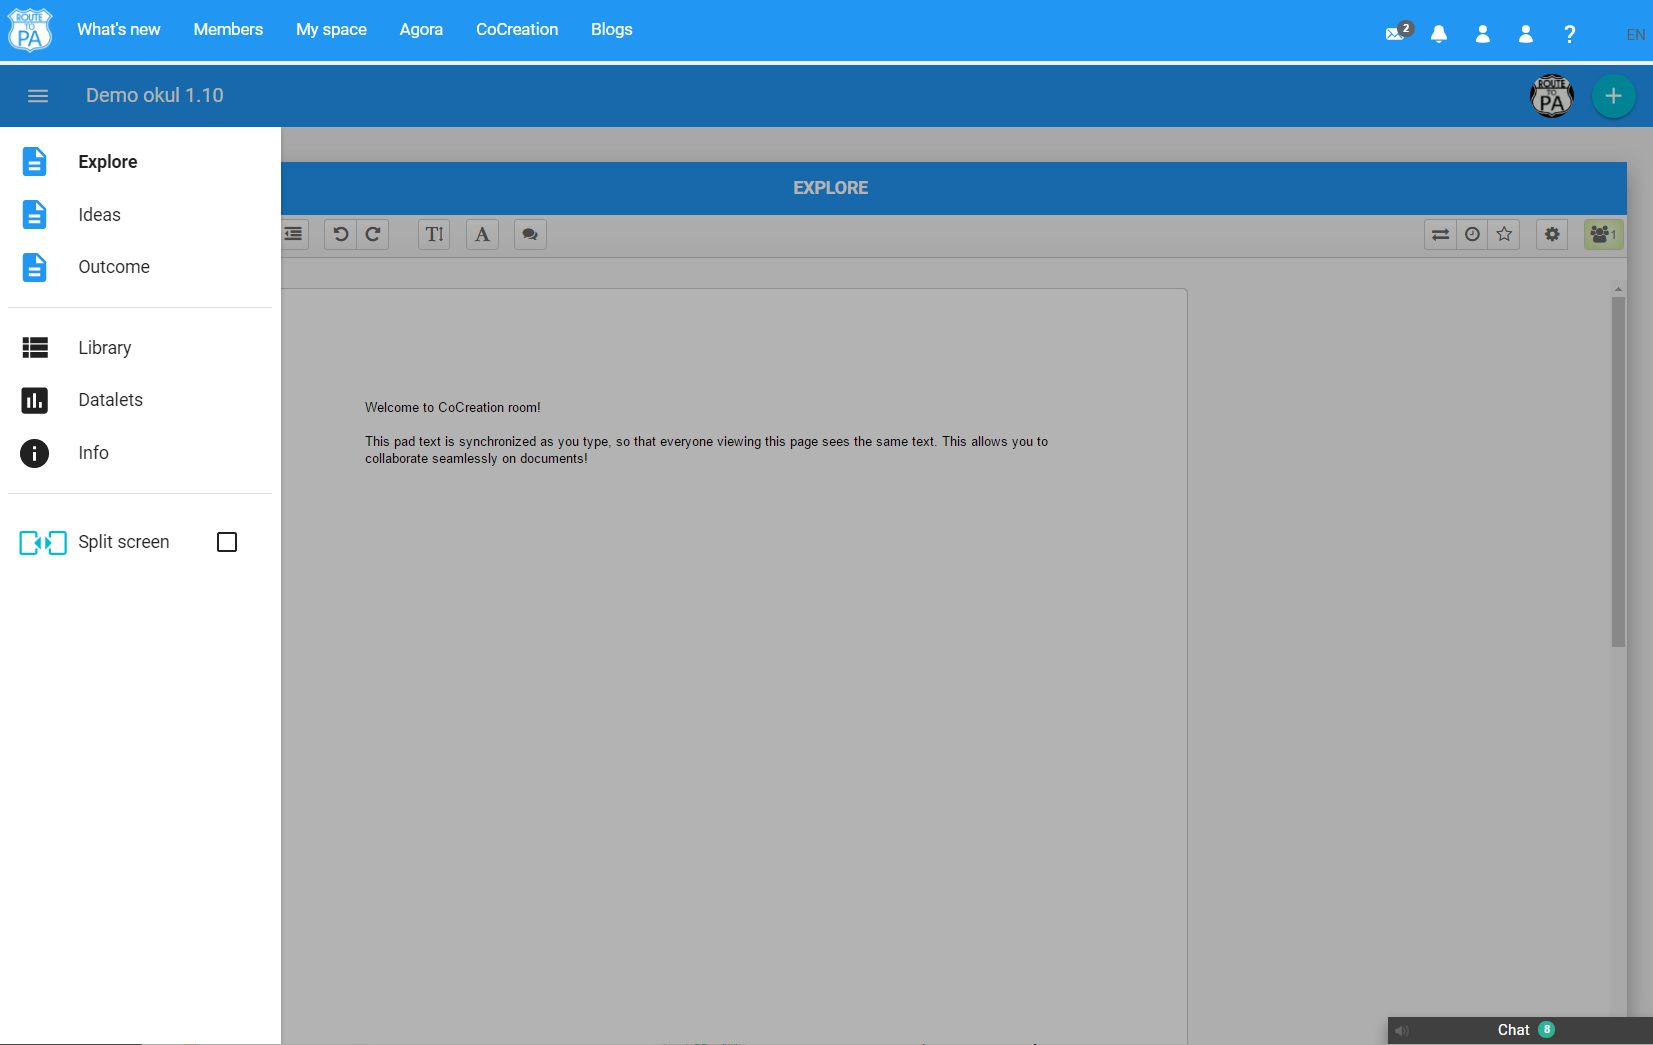 ROUTE
TO
PA
What's new
Members
My space
Agora
CoCreation
Blogs
2
?
EN
Demo okul 1.10
ROUTE
TO
PA
+
Explore
Ideas
Outcome
Library
Datalets
Info
Split screen
EXPLORE
1
Welcome to CoCreation room!
This pad text is synchronized as you type, so that everyone viewing this page sees the same text. This allows you to
collaborate seamlessly on documents!
Chat 8